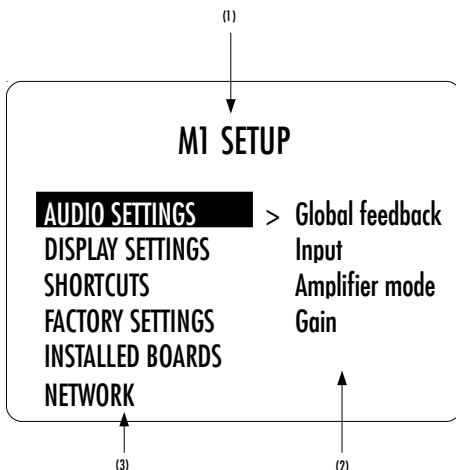 (1)
M1 SETUP
AUDIO SETTINGS > Global feedback
DISPLAY SETTINGS Input
SHORTCUTS Amplifier mode
FACTORY SETTINGS Gain
INSTALLED BOARDS
NETWORK
(3) (2)